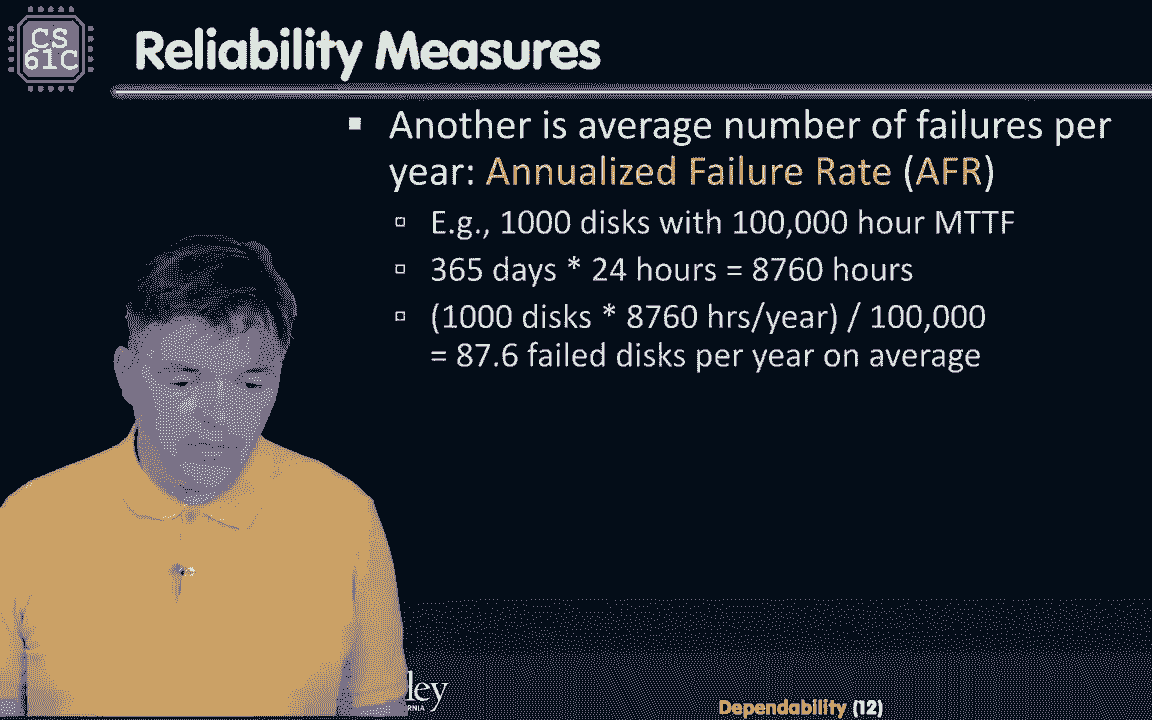 CS
61C
Reliability Measures
▪ Another is average number of failures per
year: Annualized Failure Rate (AFR)
▫ E.g., 1000 disks with 100,000 hour MTTF
▫ 365 days * 24 hours = 8760 hours
▫ (1000 disks * 8760 hrs/year) / 100,000
= 87.6 failed disks per year on average
ley
RNIA
Dependability (12)